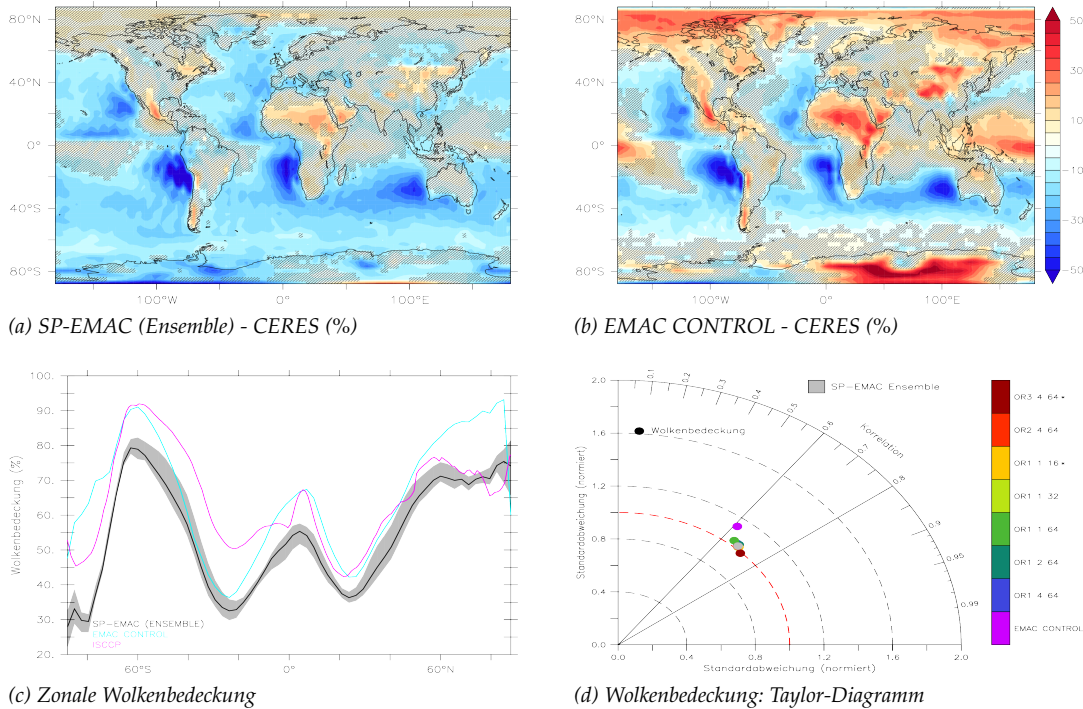 80°N
40°N
0°
40°S
80°S
100°W
0°
100°E
(a) SP-EMAC (Ensemble) - CERES (%)
80°N
40°N
0°
40°S
80°S
100°W
0°
100°E
50
30
10
-10
-30
-50
(b) EMAC CONTROL - CERES (%)
Wolkenbedeckung (%)
100.
90.
80.
70.
60.
50.
40.
30.
20.
SP-EMAC (ENSEMBLE)
EMAC CONTROL
ISCCP
60°S
0°
60°N
(c) Zonale Wolkenbedeckung
Standardabweichung (normiert)
2.0
1.6
1.2
0.8
0.4
0.0
0.0
0.4
0.8
1.2
1.6
2.0
Standardabweichung (normiert)
0.1
0.2
0.3
0.4
0.5
0.6
0.7
0.8
0.9
0.95
0.99
Korrelation
SP-EMAC Ensemble
Wolkenbedeckung
OR3 4 64*
OR2 4 64
OR1 1 16*
OR1 1 32
OR1 1 64
OR1 2 64
OR1 4 64
EMAC CONTROL
(d) Wolkenbedeckung: Taylor-Diagramm